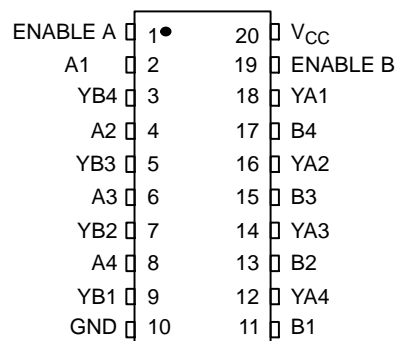 ENABLE A 1 20 VCC
A1 2 19 ENABLE B
YB4 3 18 YA1
A2 4 17 B4
YB3 5 16 YA2
A3 6 15 B3
YB2 7 14 YA3
A4 8 13 B2
YB1 9 12 YA4
GND 10 11 B1